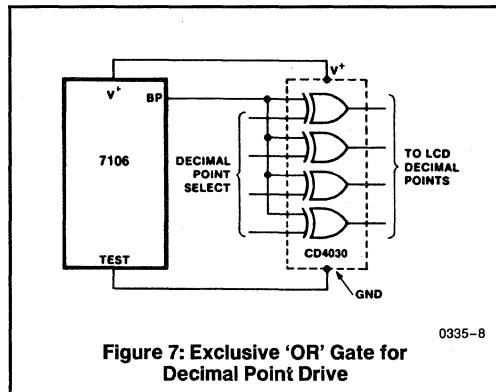 V+
V+
BP
7106
DECIMAL
POINT
SELECT
TO LCD
DECIMAL
POINTS
CD4030
TEST
GND
0335-8
Figure 7: Exclusive 'OR' Gate for
Decimal Point Drive